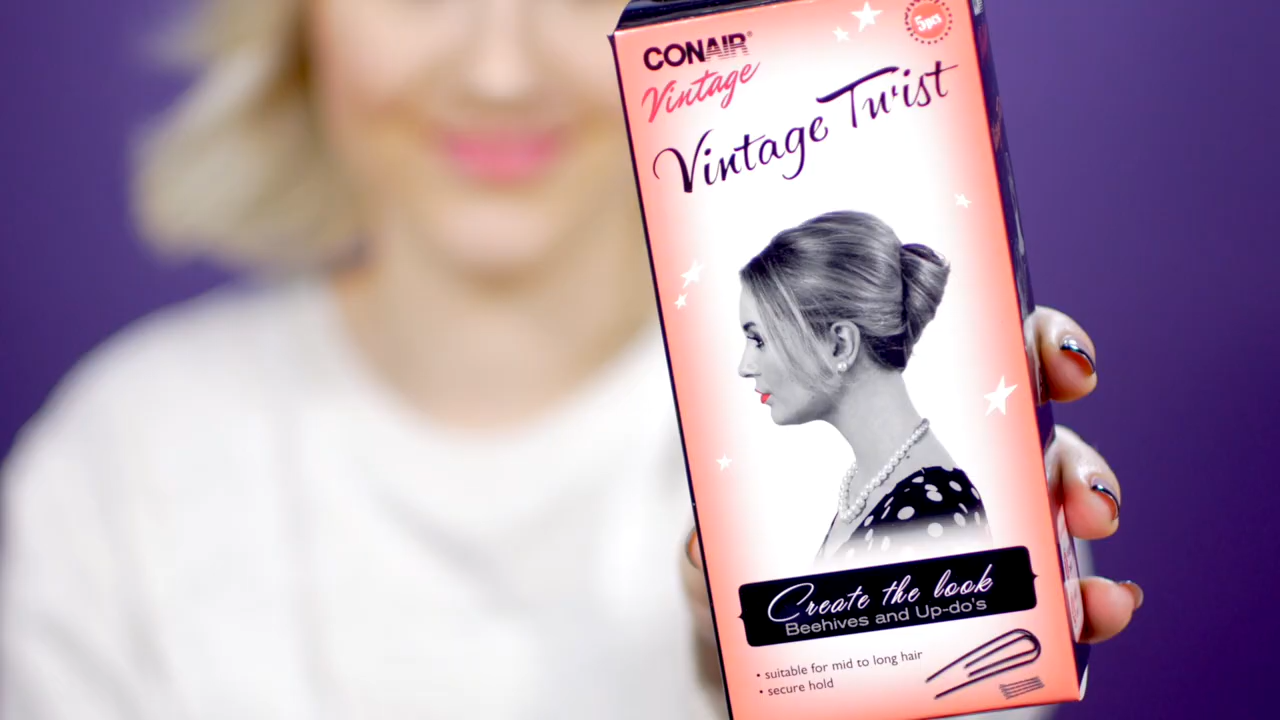 5pcs
CONAIR®
Vintage
Vintage Twist
Create the look
Beehives and Up-do's
• suitable for mid to long hair
• secure hold